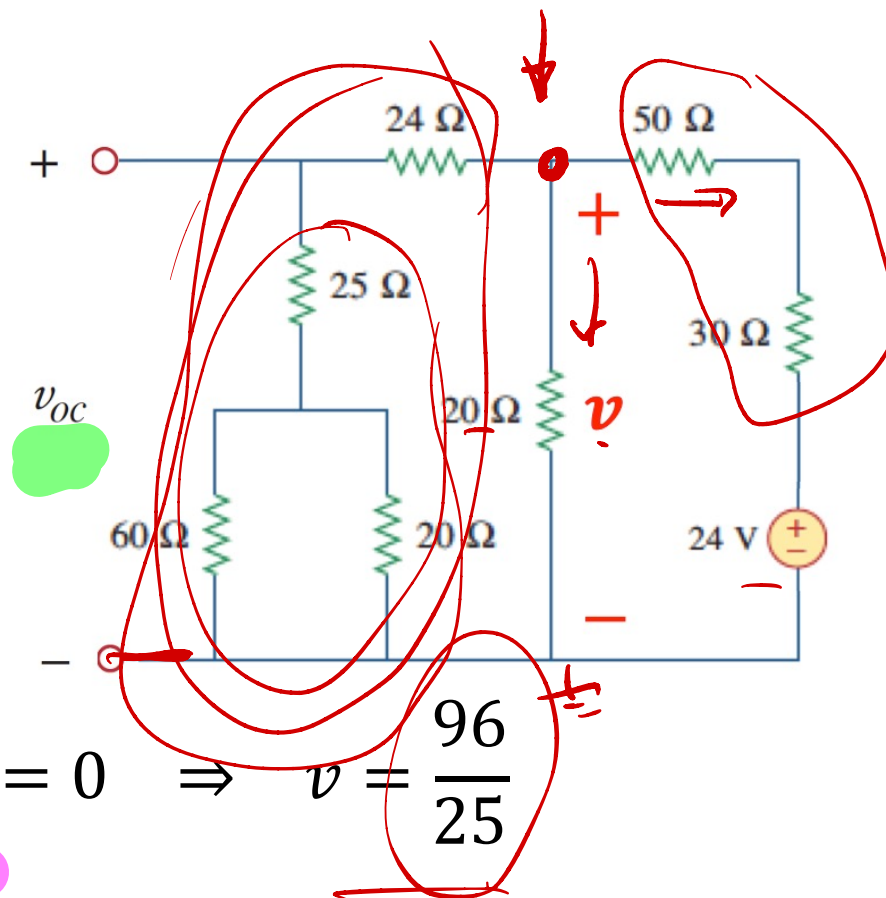 24 Ω 50 Ω
+
+
25 Ω
30 Ω
v_OC 20 Ω v
60 Ω 20 Ω 24 V + −
− −
= 0 ⇒ v = 96/25